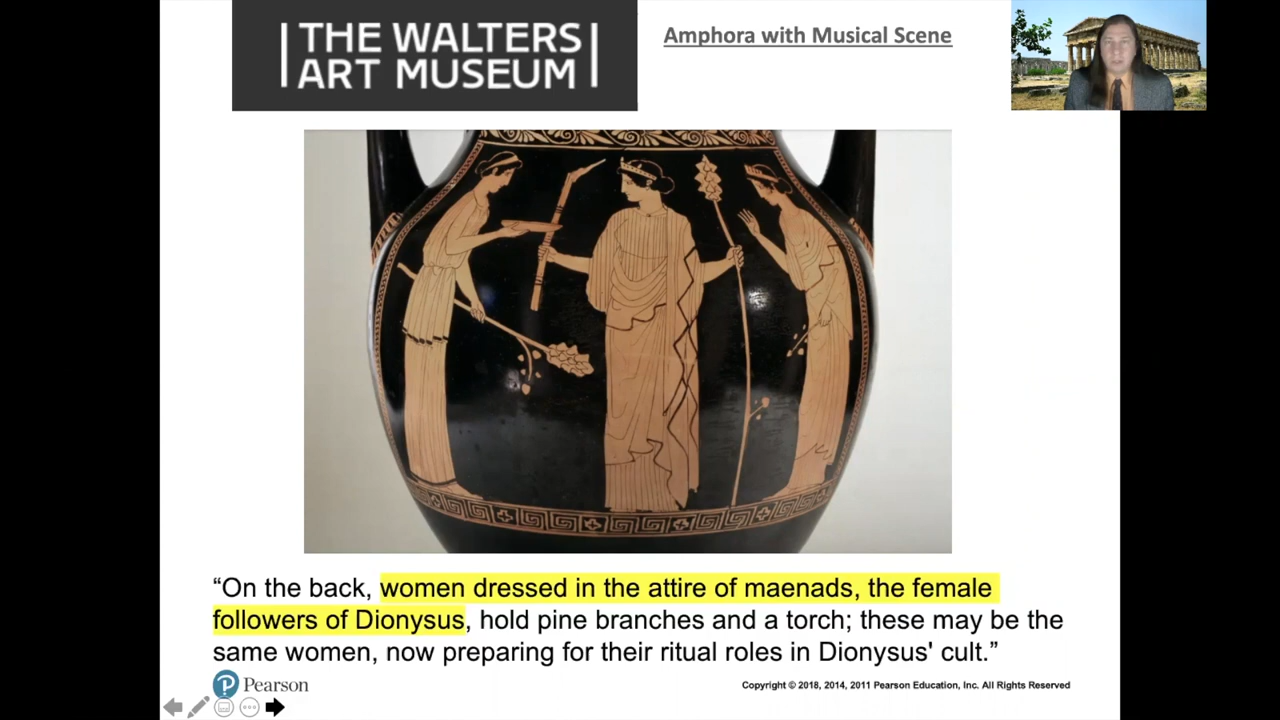 THE WALTERS
ART MUSEUM
Amphora with Musical Scene
“On the back, women dressed in the attire of maenads, the female
followers of Dionysus, hold pine branches and a torch; these may be the
same women, now preparing for their ritual roles in Dionysus' cult.”
Pearson
Copyright © 2018, 2014, 2011 Pearson Education, Inc. All Rights Reserved